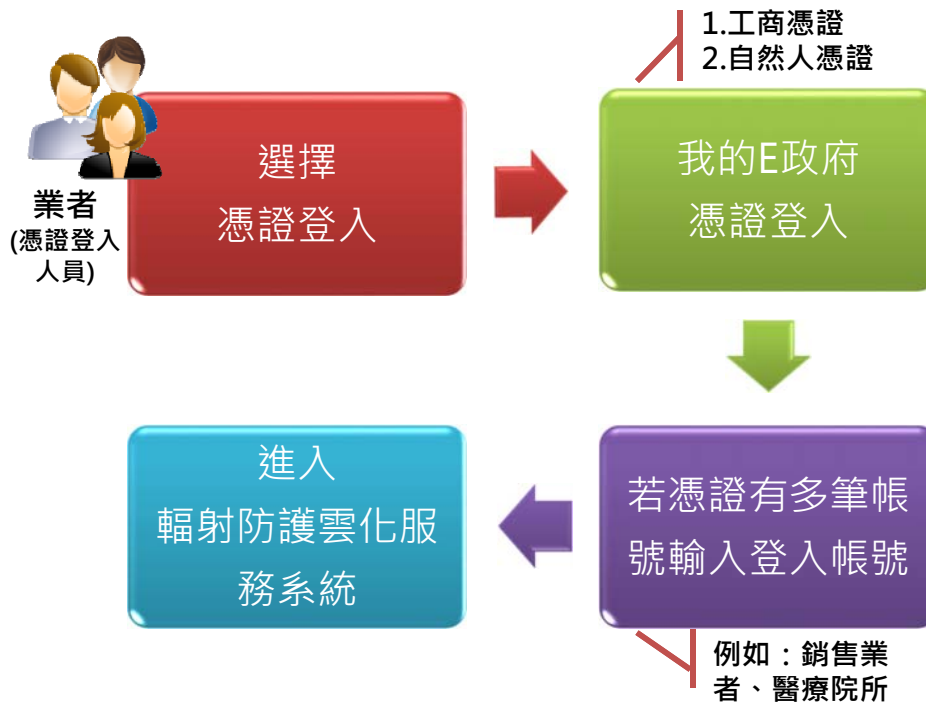 1.工商憑證
2.自然人憑證
業者
(憑證登入
人員)
選擇
憑證登入
我的E政府
憑證登入
若憑證有多筆帳
號輸入登入帳號
例如：銷售業
者、醫療院所
進入
輻射防護雲化服
務系統